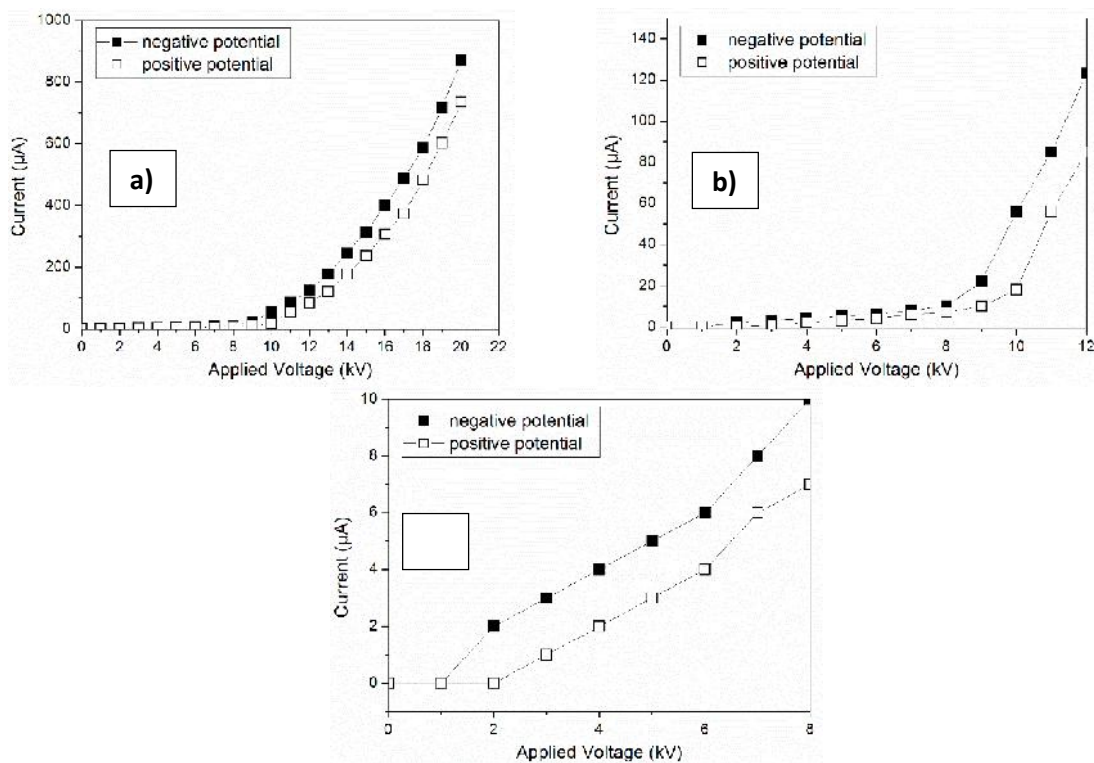 1000
800
600
400
200
0
Current (µA)
negative potential
positive potential
a)
0 2 4 6 8 10 12 14 16 18 20 22
Applied Voltage (kV)
140
120
100
80
60
40
20
0
Current (µA)
negative potential
positive potential
b)
0 2 4 6 8 10 12
Applied Voltage (kV)
10
8
6
4
2
0
Current (µA)
negative potential
positive potential
0 2 4 6 8
Applied Voltage (kV)